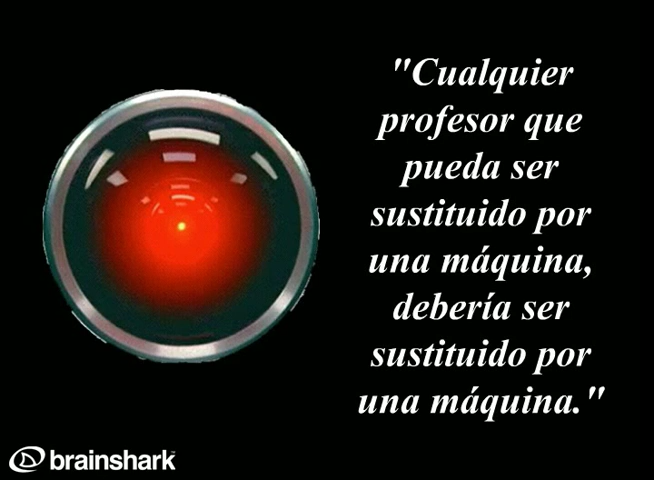 "Cualquier
profesor que
pueda ser
sustituido por
una máquina,
debería ser
sustituido por
una máquina."
brainshark